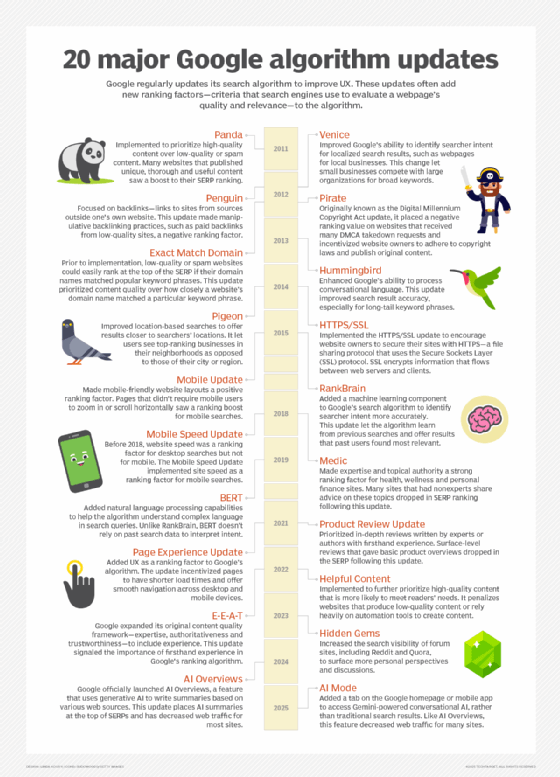 20 major Google algorithm updates
Google regularly updates its search algorithm to improve UX. These updates often add
new ranking factors—criteria that search engines use to evaluate a webpage's
quality and relevance—to the algorithm.
Panda
Implemented to prioritize high-quality
content over low-quality or spam
content. Many websites that published
unique, thorough and useful content
saw a boost to their SERP ranking.
2011
Venice
Improved Google's ability to identify searcher intent
for localized search results, such as webpages
for local businesses. This change let
small businesses compete with large
organizations for broad keywords.
Penguin
Focused on backlinks—links to sites from sources
outside one's own website. This update made manip-
ulative backlinking practices, such as paid backlinks
from low-quality sites, a negative ranking factor.
3012
Pirate
Originally known as the Digital Millennium
Copyright Act update, it placed a negative
ranking value on websites that received
many DMCA takedown requests and
incentivized website owners to adhere to copyright
laws and publish original content.
2013
Exact Match Domain
Prior to implementation, low-quality or spam websites
could easily rank at the top of the SERP if their domain
names matched popular keyword phrases. This update
prioritized content quality over how closely a website's
domain name matched a particular keyword phrase.
Hummingbird
Enhanced Google's ability to process
conversational language. This update
improved search result accuracy,
especially for long-tail keyword phrases.
2014
Pigeon
Improved location-based searches to offer
results closer to searchers' locations. It let
users see top-ranking businesses in
their neighborhoods as opposed
to those of their city or region.
2015
HTTPS/SSL
Implemented the HTTPS/SSL update to encourage
website owners to secure their sites with HTTPS—a file
sharing protocol that uses the Secure Sockets Layer
(SSL) protocol. SSL encrypts information that flows
between web servers and clients.
Mobile Update
Made mobile-friendly website layouts a positive
ranking factor. Pages that didn't require mobile users
to zoom in or scroll horizontally saw a ranking boost
for mobile searches.
RankBrain
Added a machine learning component
to Google's search algorithm to identify
searcher intent more accurately.
This update let the algorithm learn
from previous searches and offer results
that past users found most relevant.
2018
Mobile Speed Update
Before 2018, website speed was a ranking
factor for desktop searches but not
for mobile. The Mobile Speed Update
implemented site speed as a
ranking factor for mobile searches.
2019
Medic
Made expertise and topical authority a strong
ranking factor for health, wellness and personal
finance sites. Many sites that had nonexperts share
advice on these topics dropped in SERP ranking
following this update.
BERT
Added natural language processing capabilities
to help the algorithm understand complex language
in search queries. Unlike RankBrain, BERT doesn't
rely on past search data to interpret intent.
2021
Product Review Update
Prioritized in-depth reviews written by experts or
authors with firsthand experience. Surface-level
reviews that gave basic product overviews dropped in
the SERP following this update.
Page Experience Update
Added UX as a ranking factor to Google's
algorithm. The update incentivized pages
to have shorter load times and offer
smooth navigation across desktop and
mobile devices.
2022
Helpful Content
Implemented to further prioritize high-quality content
that is more likely to meet readers' needs. It penalizes
websites that produce low-quality content or rely
heavily on automation tools to create content.
E-E-A-T
Google expanded its original content quality
framework—expertise, authoritativeness and
trustworthiness—to include experience. This update
signaled the importance of firsthand experience in
Google's ranking algorithm.
2023
Hidden Gems
Increased the search visibility of forum
sites, including Reddit and Quora,
to surface more personal perspectives
and discussions.
2024
AI Overviews
Google officially launched AI Overviews, a feature
that uses generative AI to write summaries based on
various web sources. This update places AI summaries
at the top of SERPs and has decreased web traffic for
most sites.
2025
AI Mode
Added a tab on the Google homepage or mobile app
to access Gemini-powered conversational AI, rather
than traditional search results. Like AI Overviews,
this feature decreased web traffic for many sites.